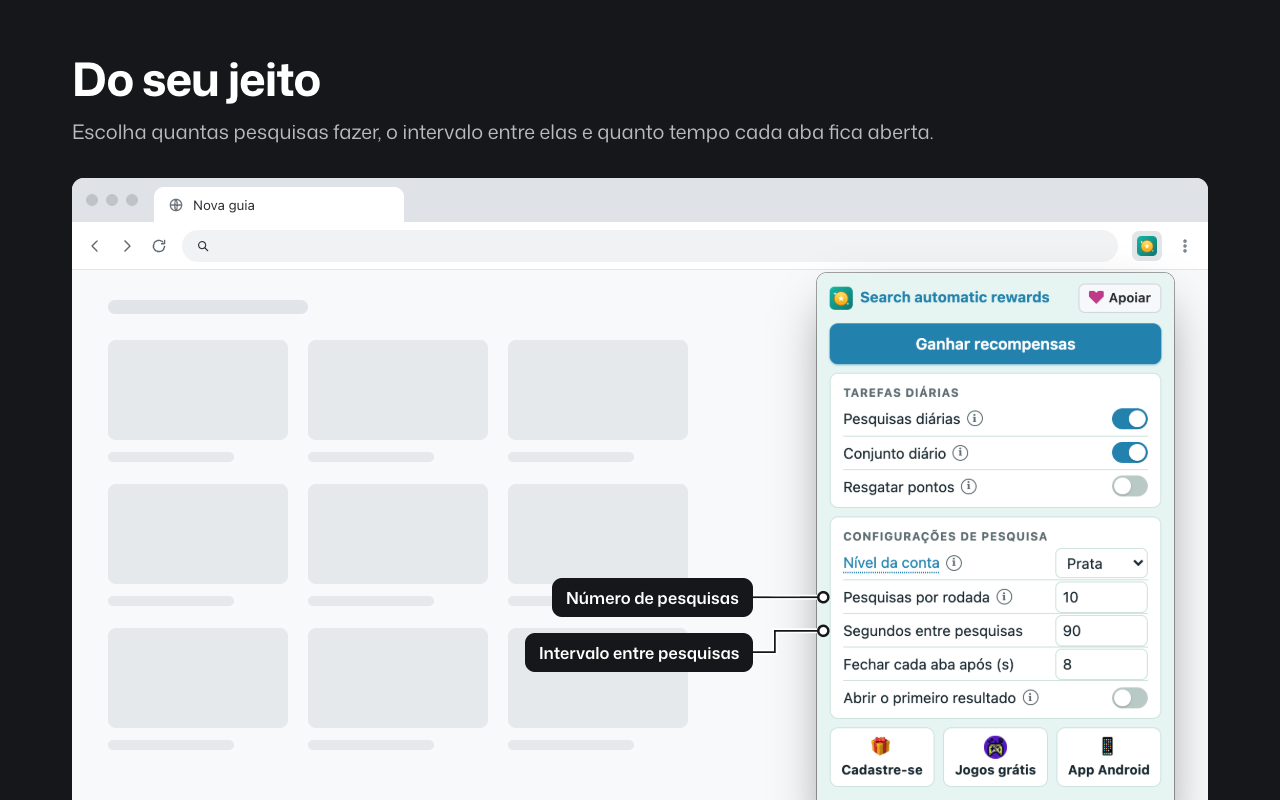 Do seu jeito
Escolha quantas pesquisas fazer, o intervalo entre elas e quanto tempo cada aba fica aberta.
Nova guia
Search automatic rewards
Apoiar
Ganhar recompensas
TAREFAS DIÁRIAS
Pesquisas diárias
Conjunto diário
Resgatar pontos
CONFIGURAÇÕES DE PESQUISA
Nível da conta Prata
Número de pesquisas
Pesquisas por rodada 10
Intervalo entre pesquisas
Segundos entre pesquisas 90
Fechar cada aba após (s) 8
Abrir o primeiro resultado
Cadastre-se Jogos grátis App Android